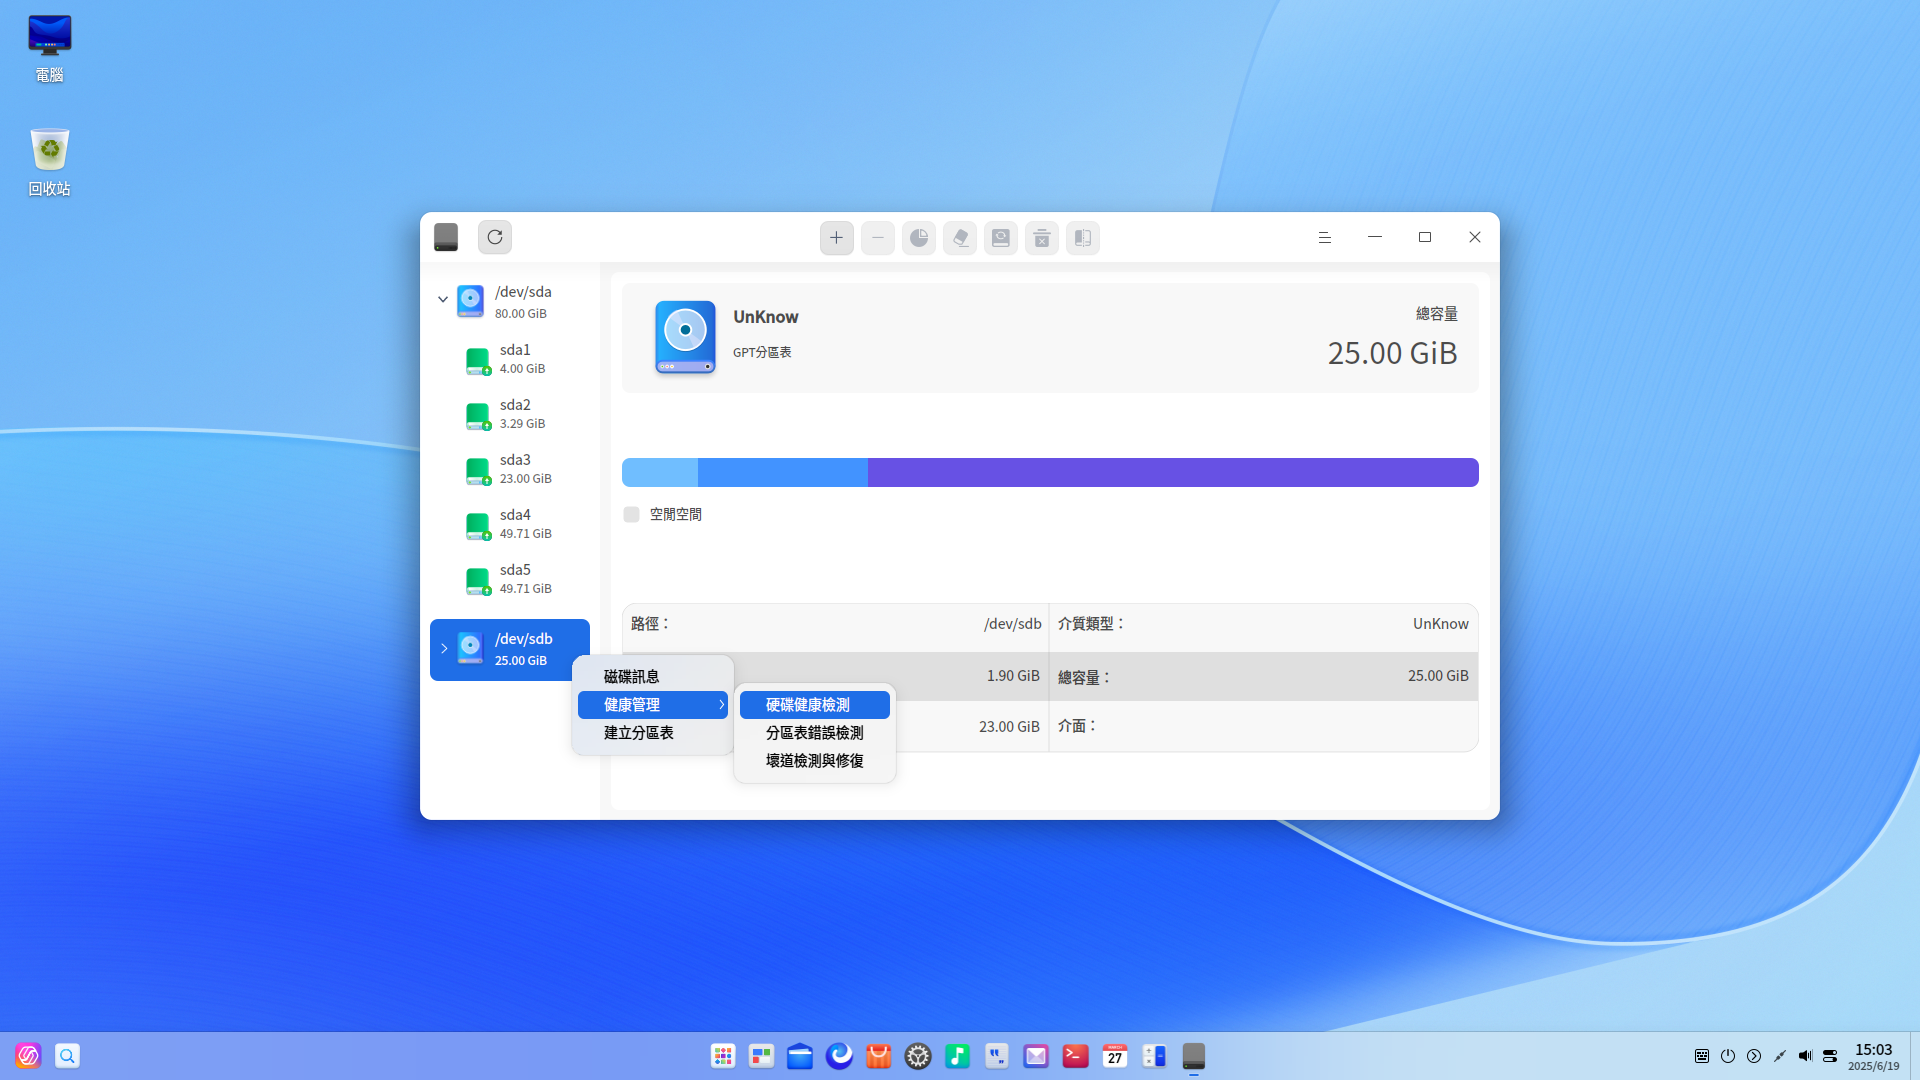 電腦
回收站
/dev/sda
80.00 GiB
sda1
4.00 GiB
sda2
3.29 GiB
sda3
23.00 GiB
sda4
49.71 GiB
sda5
49.71 GiB
/dev/sdb
25.00 GiB
UnKnow
GPT分區表
總容量
25.00 GiB
空閒空間
路徑：
/dev/sdb
介質類型：
UnKnow
1.90 GiB
總容量：
25.00 GiB
23.00 GiB
介面：
磁碟訊息
健康管理
建立分區表
硬碟健康檢測
分區表錯誤檢測
壞道檢測與修復
MARCH
27
15:03
2025/6/19